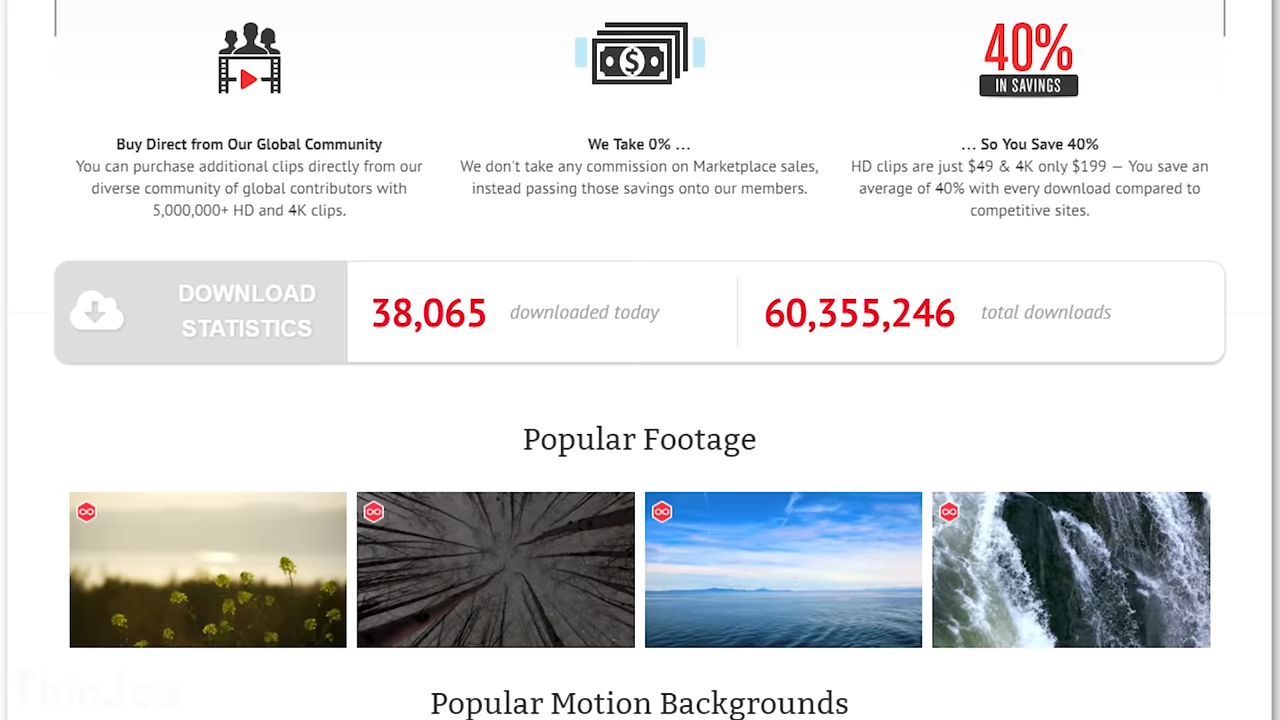 40%
IN SAVINGS
Buy Direct from Our Global Community
You can purchase additional clips directly from our
diverse community of global contributors with
5,000,000+ HD and 4K clips.
We Take 0% ...
We don't take any commission on Marketplace sales,
instead passing those savings onto our members.
... So You Save 40%
HD clips are just $49 & 4K only $199 — You save an
average of 40% with every download compared to
competitive sites.
DOWNLOAD
STATISTICS
38,065 downloaded today
60,355,246 total downloads
Popular Footage
ThioJoe
Popular Motion Backgrounds